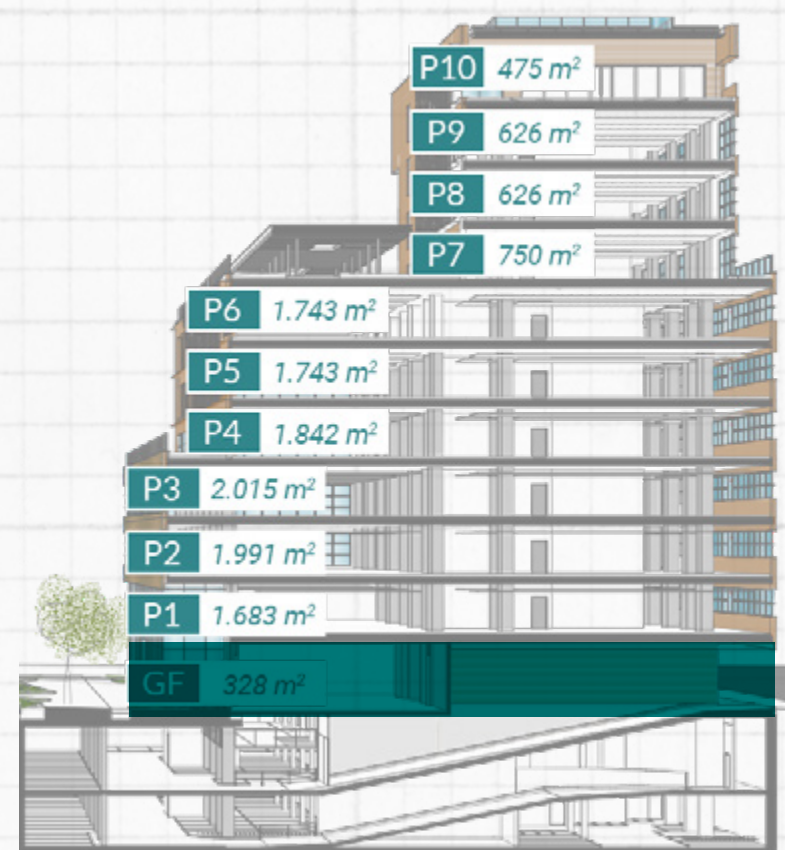 P10 475 m²
P9 626 m²
P8 626 m²
P7 750 m²
P6 1.743 m²
P5 1.743 m²
P4 1.842 m²
P3 2.015 m²
P2 1.991 m²
P1 1.683 m²
GF 328 m²